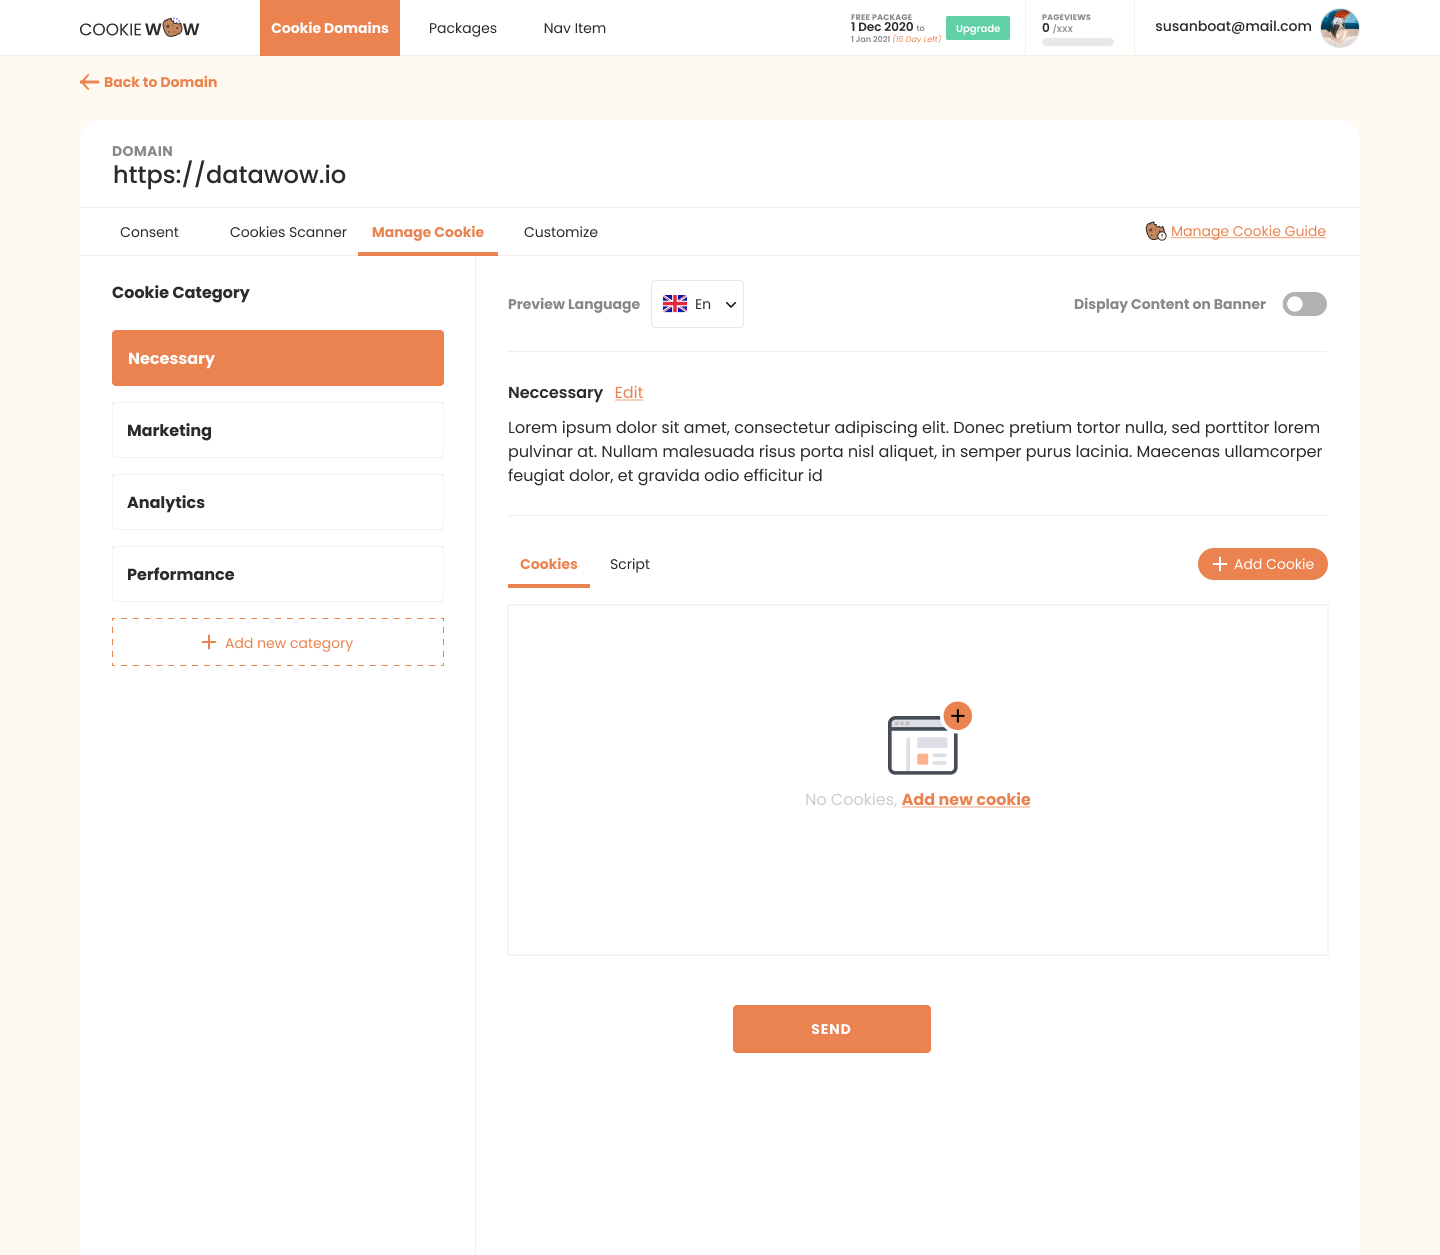 COOKIE WOW
Cookie Domains
Packages
Nav Item
FREE PACKAGE
1 Dec 2020 to
1 Jan 2021 (15 Day Left)
Upgrade
PAGEVIEWS
0 /xxx
susanboat@mail.com
Back to Domain
DOMAIN
https://datawow.io
Consent
Cookies Scanner
Manage Cookie
Customize
Manage Cookie Guide
Cookie Category
Necessary
Marketing
Analytics
Performance
Add new category
Preview Language
En
Display Content on Banner
Neccessary Edit
Lorem ipsum dolor sit amet, consectetur adipiscing elit. Donec pretium tortor nulla, sed porttitor lorem
pulvinar at. Nullam malesuada risus porta nisl aliquet, in semper purus lacinia. Maecenas ullamcorper
feugiat dolor, et gravida odio efficitur id
Cookies
Script
Add Cookie
No Cookies, Add new cookie
SEND